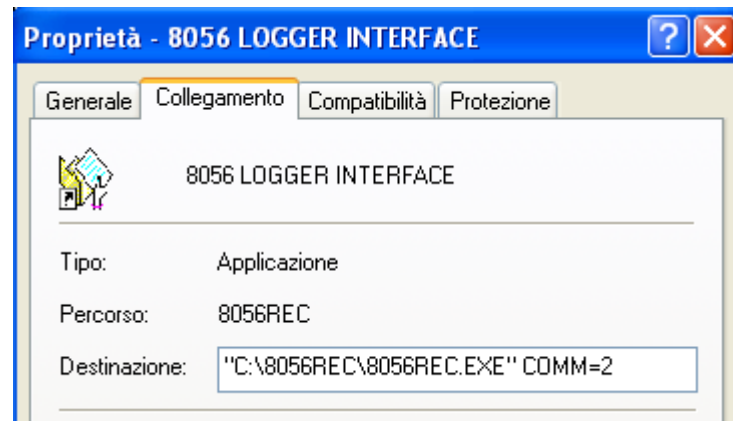 Proprietà - 8056 LOGGER INTERFACE
Generale Collegamento Compatibilità Protezione
8056 LOGGER INTERFACE
Tipo: Applicazione
Percorso: 8056REC
Destinazione: "C:\8056REC\8056REC.EXE" COMM=2